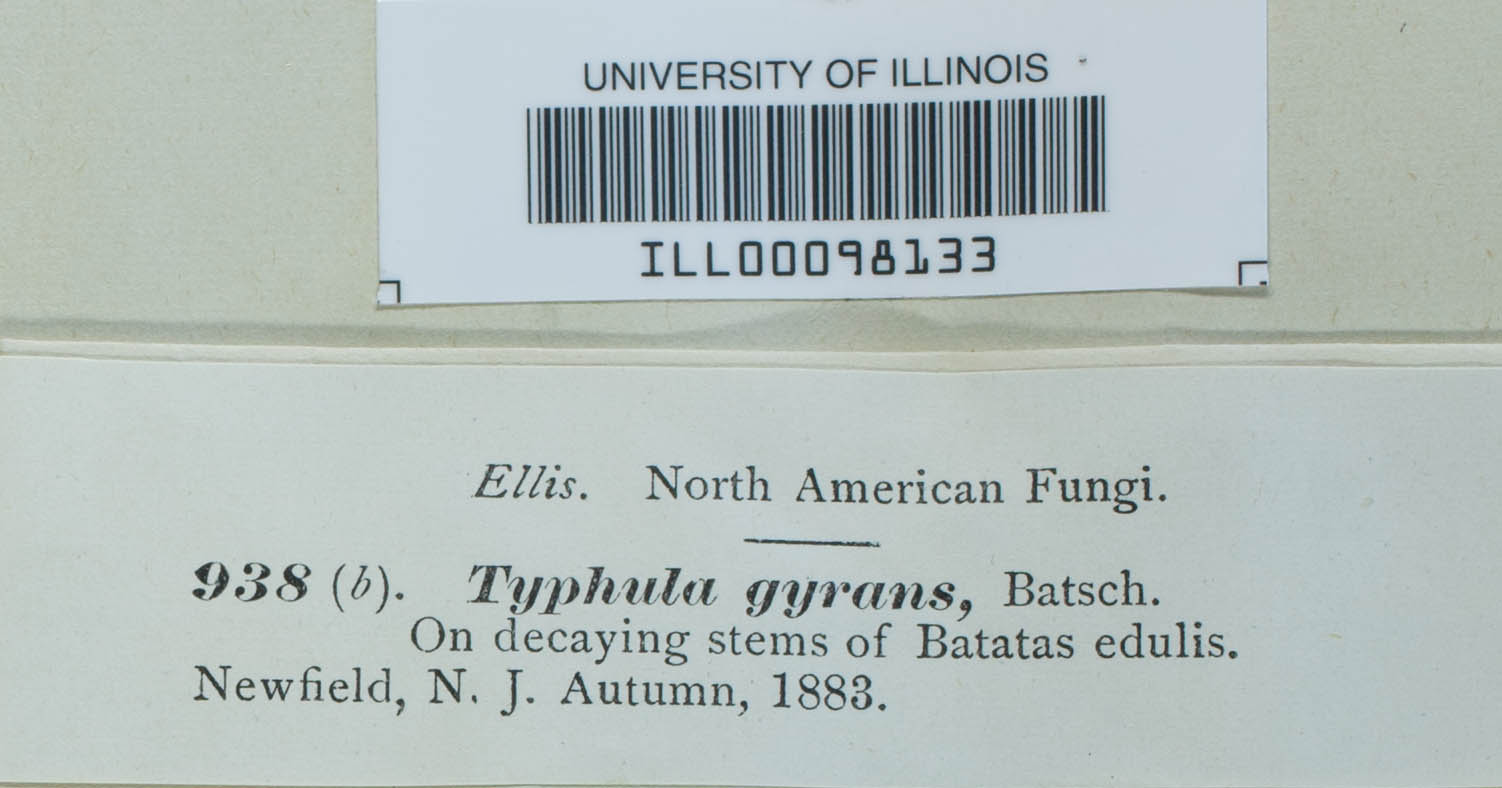 UNIVERSITY OF ILLINOIS
ILL00098133
Ellis. North American Fungi.
938 (b). Typhula gyrans, Batsch.
On decaying stems of Batatas edulis.
Newfield, N. J. Autumn, 1883.